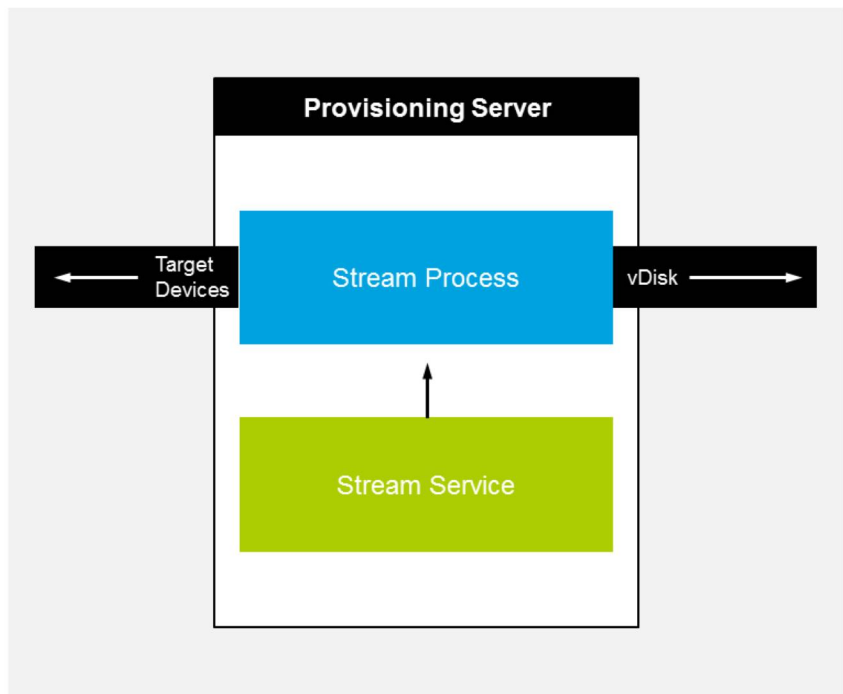 Provisioning Server
Target
Devices
Stream Process
vDisk
Stream Service